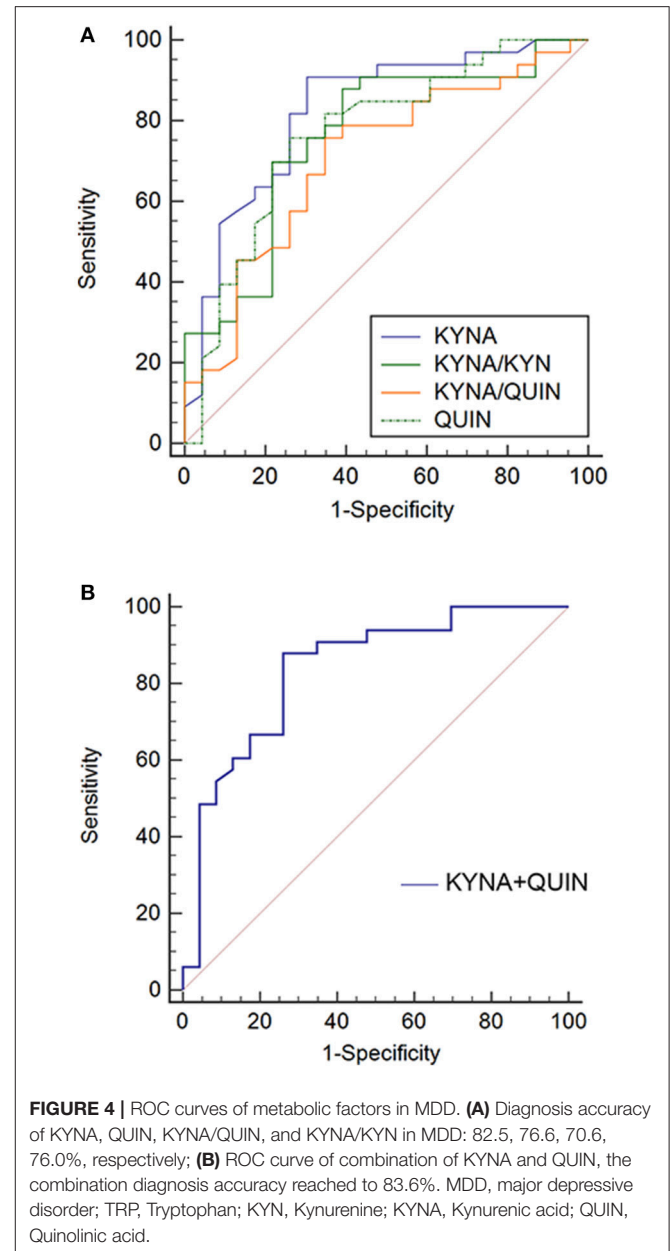 A
100
80
60
40
20
0
Sensitivity
KYNA
KYNA/KYN
KYNA/QUIN
QUIN
0 20 40 60 80 100
1-Specificity
B
100
80
60
40
20
0
Sensitivity
KYNA+QUIN
0 20 40 60 80 100
1-Specificity
FIGURE 4 | ROC curves of metabolic factors in MDD. (A) Diagnosis accuracy
of KYNA, QUIN, KYNA/QUIN, and KYNA/KYN in MDD: 82.5, 76.6, 70.6,
76.0%, respectively; (B) ROC curve of combination of KYNA and QUIN, the
combination diagnosis accuracy reached to 83.6%. MDD, major depressive
disorder; TRP, Tryptophan; KYN, Kynurenine; KYNA, Kynurenic acid; QUIN,
Quinolinic acid.